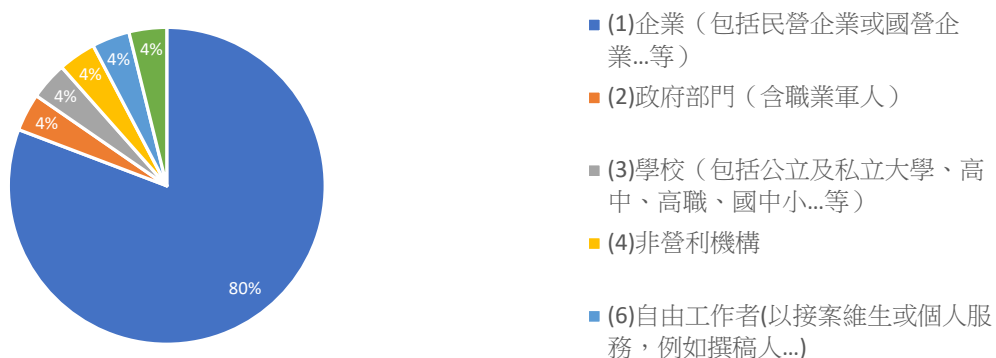 4%
4%
4%
4%
4%
80%
(1)企業（包括民營企業或國營企
業…等）
(2)政府部門（含職業軍人）
(3)學校（包括公立及私立大學、高
中、高職、國中小…等）
(4)非營利機構
(6)自由工作者(以接案維生或個人服
務，例如撰稿人…)